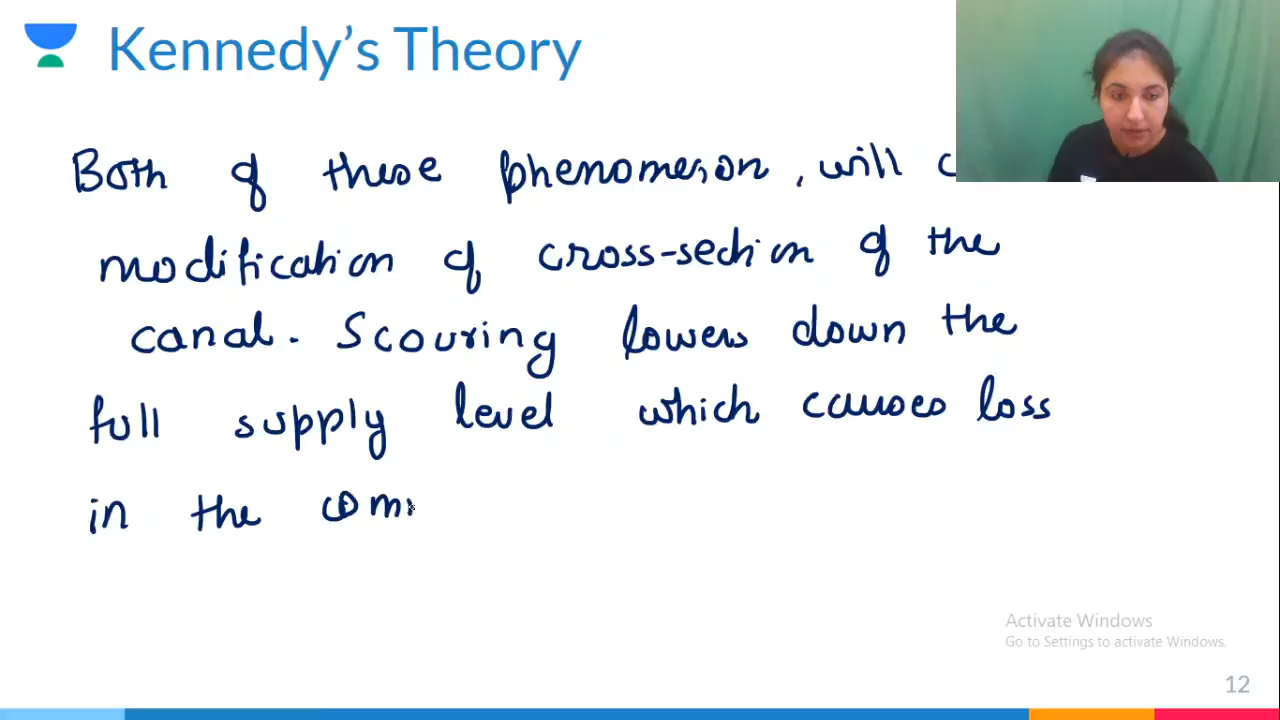 Kennedy's Theory
Both of these phenomenon, will
modification of cross-section of the
canal. Scouring lowers down the
full supply level which causes loss
in the com
Activate Windows
Go to Settings to activate Windows.
12